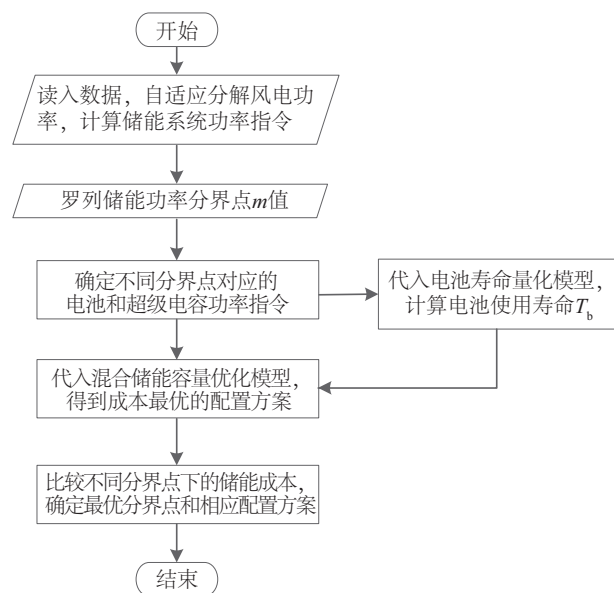 开始
读入数据，自适应分解风电功
率，计算储能系统功率指令
罗列储能功率分界点m值
确定不同分界点对应的
电池和超级电容功率指令
代入电池寿命量化模型，
计算电池使用寿命Tb
代入混合储能容量优化模型，
得到成本最优的配置方案
比较不同分界点下的储能成本，
确定最优分界点和相应配置方案
结束